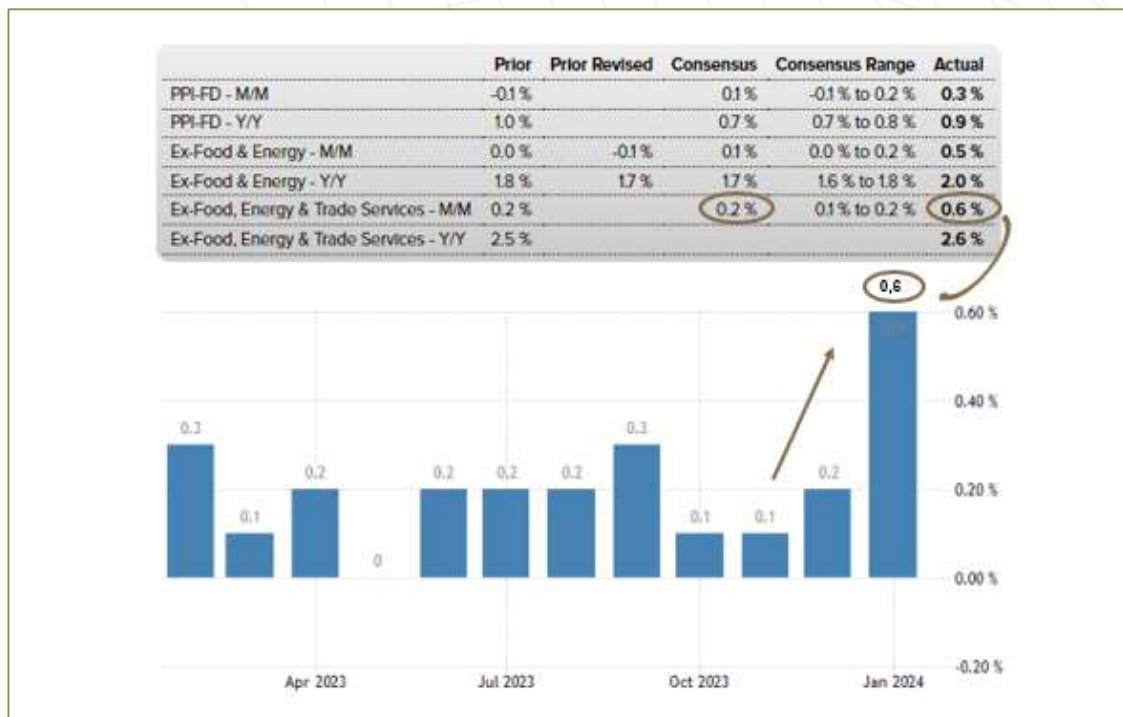 Prior Prior Revised Consensus Consensus Range Actual
PPI-FD - M/M -0.1 % 0.1 % -0.1 % to 0.2 % 0.3 %
PPI-FD - Y/Y 1.0 % 0.7 % 0.7 % to 0.8 % 0.9 %
Ex-Food & Energy - M/M 0.0 % -0.1 % 0.1 % 0.0 % to 0.2 % 0.5 %
Ex-Food & Energy - Y/Y 1.8 % 1.7 % 1.7 % 1.6 % to 1.8 % 2.0 %
Ex-Food, Energy & Trade Services - M/M 0.2 % 0.2 % 0.1 % to 0.2 % 0.6 %
Ex-Food, Energy & Trade Services - Y/Y 2.5 % 2.6 %
0,6
0.60 %
0.40 %
0.3 0.3
0.2 0.2 0.2 0.2 0.2
0.20 %
0.1 0.1 0.1
0
0.00 %
-0.20 %
Apr 2023 Jul 2023 Oct 2023 Jan 2024